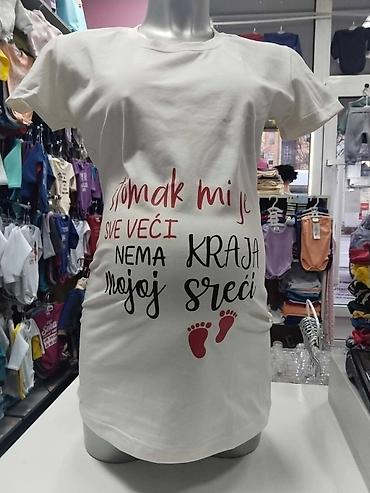 stomak mi je
SVE VEĆI
NEMA KRAJA
mojoj sreći